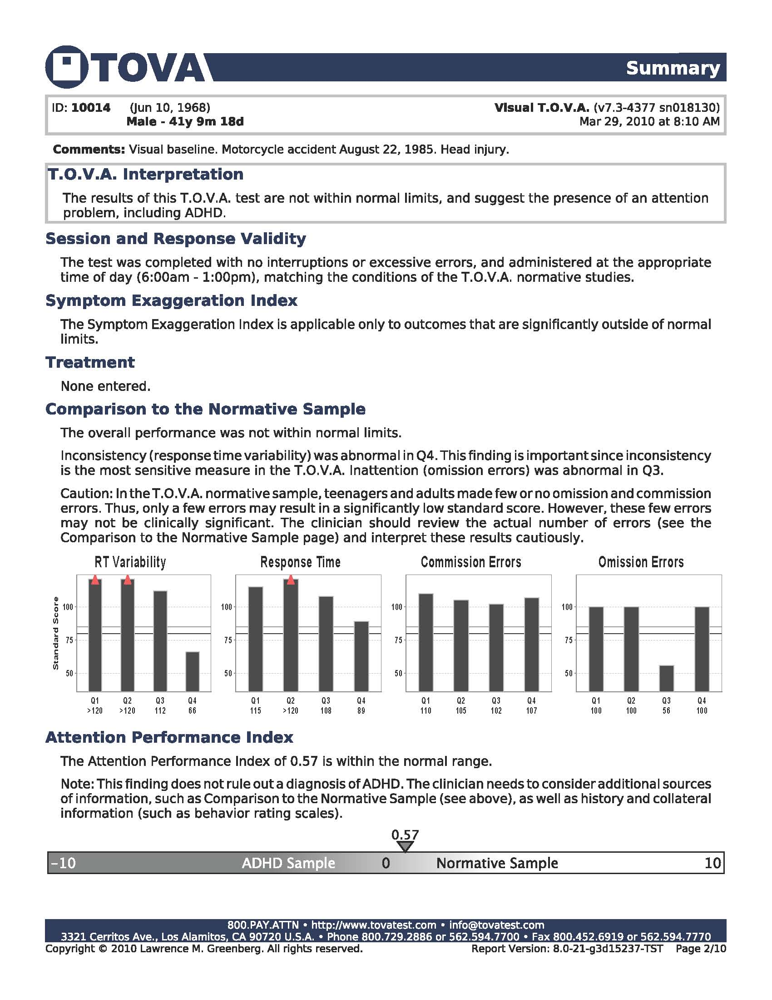 TOVA Summary
ID: 10014 (Jun 10, 1968) Visual T.O.V.A. (v7.3-4377 sn018130)
Male - 41y 9m 18d Mar 29, 2010 at 8:10 AM
Comments: Visual baseline. Motorcycle accident August 22, 1985. Head injury.
T.O.V.A. Interpretation
The results of this T.O.V.A. test are not within normal limits, and suggest the presence of an attention
problem, including ADHD.
Session and Response Validity
The test was completed with no interruptions or excessive errors, and administered at the appropriate
time of day (6:00am - 1:00pm), matching the conditions of the T.O.V.A. normative studies.
Symptom Exaggeration Index
The Symptom Exaggeration Index is applicable only to outcomes that are significantly outside of normal
limits.
Treatment
None entered.
Comparison to the Normative Sample
The overall performance was not within normal limits.
Inconsistency (response time variability) was abnormal in Q4. This finding is important since inconsistency
is the most sensitive measure in the T.O.V.A. Inattention (omission errors) was abnormal in Q3.
Caution: In the T.O.V.A. normative sample, teenagers and adults made few or no omission and commission
errors. Thus, only a few errors may result in a significantly low standard score. However, these few errors
may not be clinically significant. The clinician should review the actual number of errors (see the
Comparison to the Normative Sample page) and interpret these results cautiously.
RT Variability Response Time Commission Errors Omission Errors
Standard Score
100 100 100 100
75 75 75 75
50 50 50 50
Q1 Q2 Q3 Q4 Q1 Q2 Q3 Q4 Q1 Q2 Q3 Q4 Q1 Q2 Q3 Q4
>120 >120 112 66 115 >120 108 89 110 105 102 107 100 100 56 100
Attention Performance Index
The Attention Performance Index of 0.57 is within the normal range.
Note: This finding does not rule out a diagnosis of ADHD. The clinician needs to consider additional sources
of information, such as Comparison to the Normative Sample (see above), as well as history and collateral
information (such as behavior rating scales).
0.57
−10 ADHD Sample 0 Normative Sample 10
800.PAY.ATTN • http://www.tovatest.com • info@tovatest.com
3321 Cerritos Ave., Los Alamitos, CA 90720 U.S.A. • Phone 800.729.2886 or 562.594.7700 • Fax 800.452.6919 or 562.594.7770
Copyright © 2010 Lawrence M. Greenberg. All rights reserved. Report Version: 8.0-21-g3d15237-TST Page 2/10